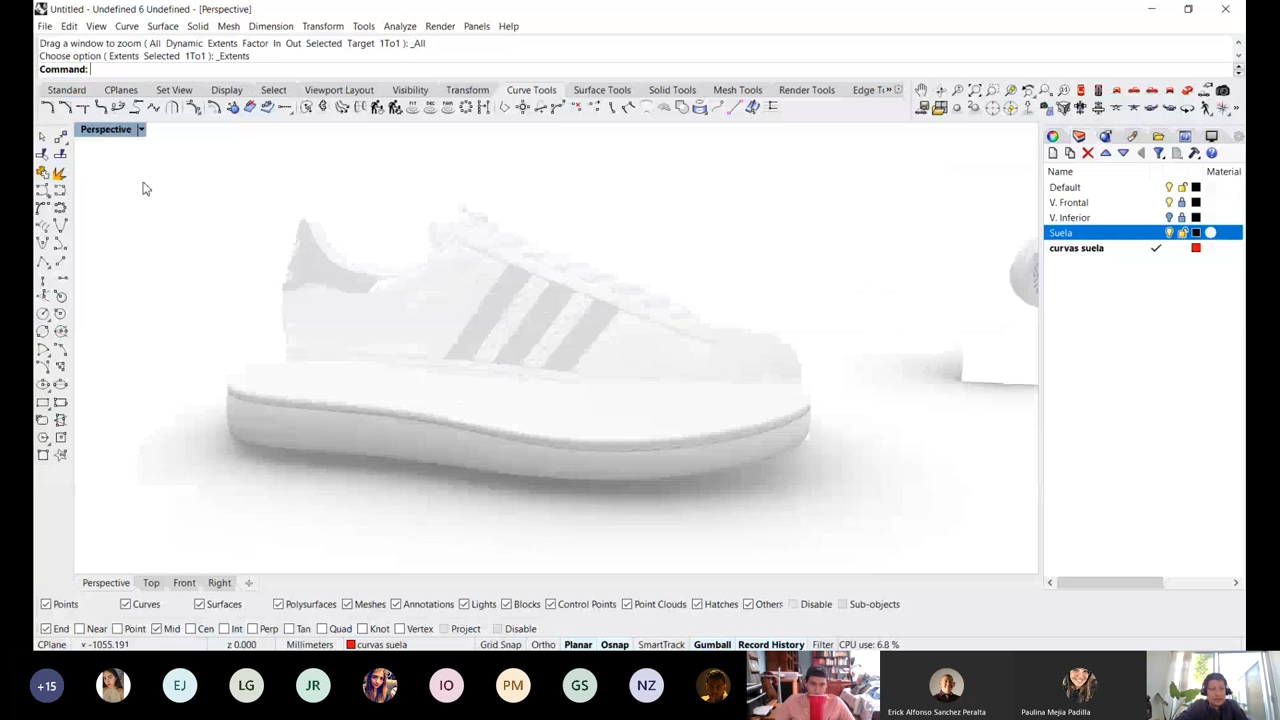 Untitled - Undefined 6 Undefined - [Perspective]
File Edit View Curve Surface Solid Mesh Dimension Transform Tools Analyze Render Panels Help
Drag a window to zoom ( All Dynamic Extents Factor In Out Selected Target 1To1 ): _All
Choose option ( Extents Selected 1To1 ): _Extents
Command:
Standard CPlanes Set View Display Select Viewport Layout Visibility Transform Curve Tools Surface Tools Solid Tools Mesh Tools Render Tools Edge T
Perspective
Name Material
Default
V. Frontal
V. Inferior
Suela
curvas suela
Perspective Top Front Right
Points Curves Surfaces Polysurfaces Meshes Annotations Lights Blocks Control Points Point Clouds Hatches Others Disable Sub-objects
End Near Point Mid Cen Int Perp Tan Quad Knot Vertex Project Disable
CPlane x -1055.191 z 0.000 Millimeters curvas suela Grid Snap Ortho Planar Osnap SmartTrack Gumball Record History Filter CPU use: 6.8 %
+15 EJ LG JR IO PM GS NZ
Erick Alfonso Sanchez Peralta Paulina Mejia Padilla